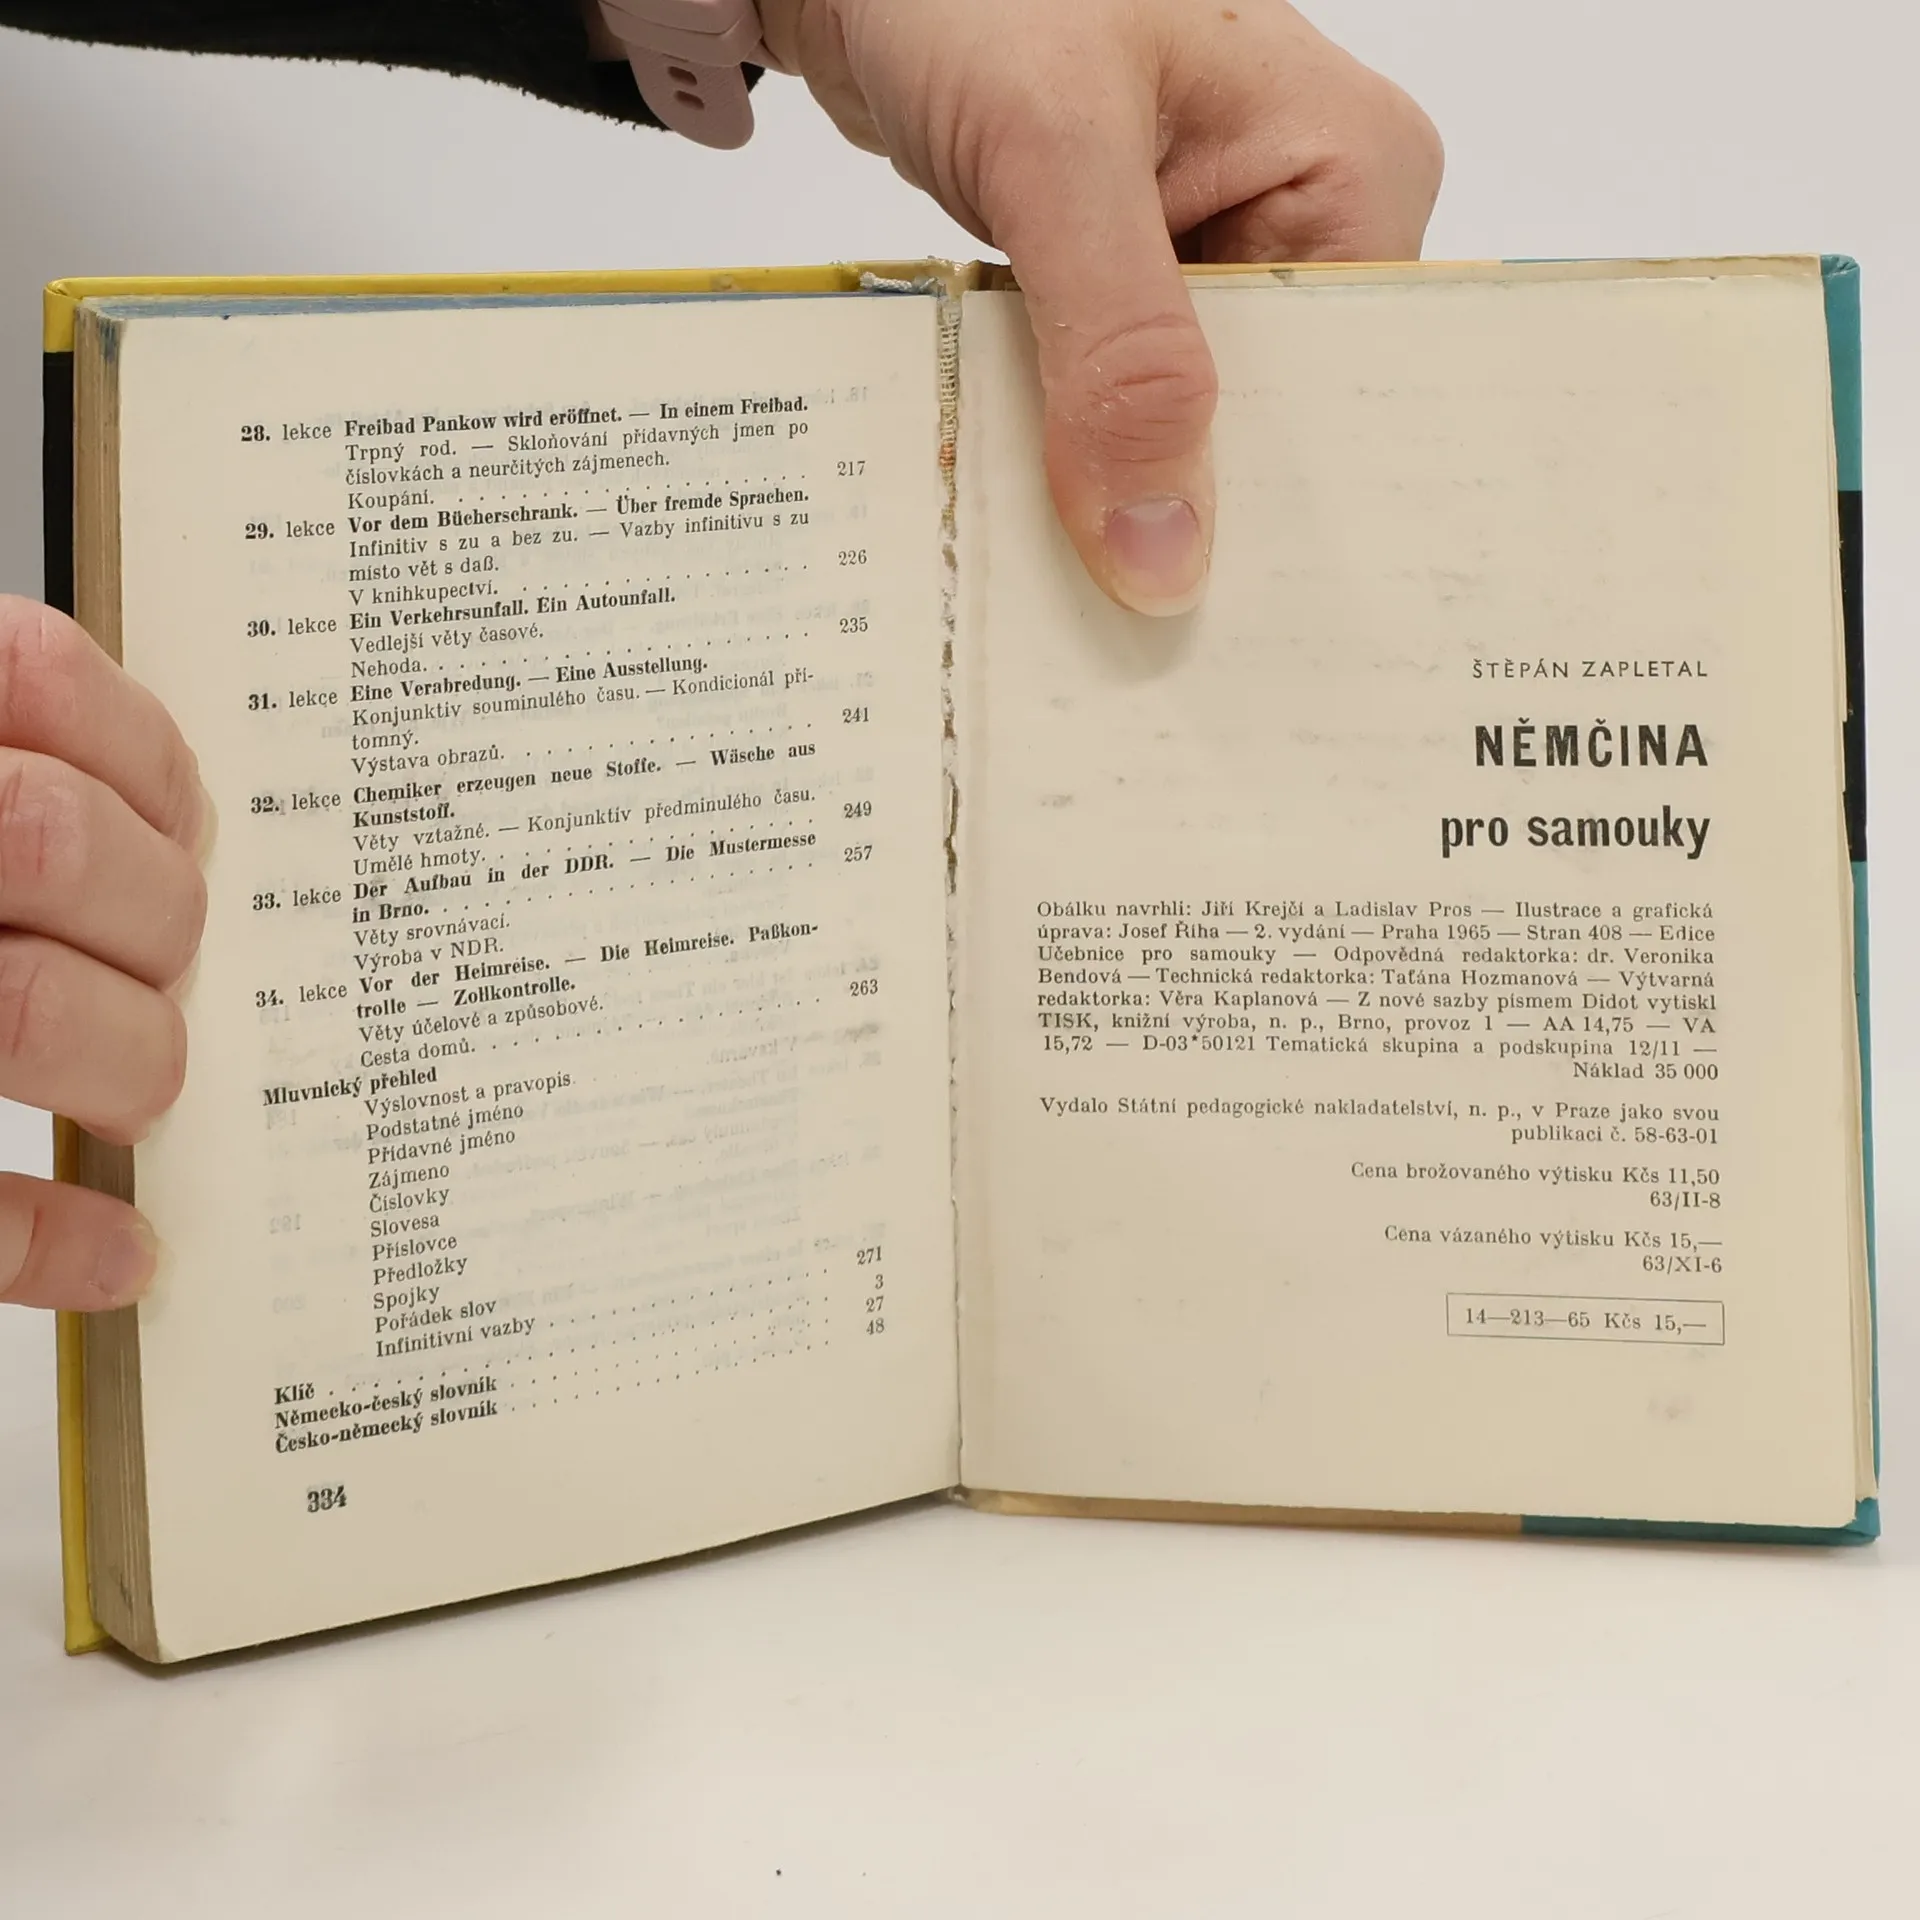 28. lekce Freibad Pankow wird eröffnet. — In einem Freibad.
Trpný rod. — Skloňování přídavných jmen po
číslovkách a neurčitých zájmenech.
Koupání. . . . . . . . . . . . . . . . 217
29. lekce Vor dem Bücherschrank. — Über fremde Sprachen.
Infinitiv s zu a bez zu. — Vazby infinitivu s zu
místo vět s daß.
V knihkupectví. . . . . . . . . . . . . . 226
30. lekce Ein Verkehrsunfall. Ein Autounfall.
Vedlejší věty časové.
Nehoda. . . . . . . . . . . . . . . . . 235
31. lekce Eine Verabredung. — Eine Ausstellung.
Konjunktiv souminulého času. — Kondicionál pří-
tomný.
Výstava obrazů. . . . . . . . . . . . . . 241
32. lekce Chemiker erzeugen neue Stoffe. — Wäsche aus
Kunststoff.
Věty vztažné. — Konjunktiv předminulého času.
Umělé hmoty. . . . . . . . . . . . . . . 249
33. lekce Der Aufbau in der DDR. — Die Mustermesse
in Brno. . . . . . . . . . . . . . . . . 257
Věty srovnávací.
Výroba v NDR.
34. lekce Vor der Heimreise. — Die Heimreise. Paßkon-
trolle — Zollkontrolle.
Věty účelové a způsobové.
Cesta domů. . . . . . . . . . . . . . . 263
Mluvnický přehled
Výslovnost a pravopis
Podstatné jméno
Přídavné jméno
Zájmeno
Číslovky
Slovesa
Příslovce
Předložky
Spojky
Pořádek slov
Infinitivní vazby . . . . . . . . . . . . . 271
Klíč . . . . . . . . . . . . . . . . . . 3
Německo-český slovník . . . . . . . . . . . 27
Česko-německý slovník . . . . . . . . . . . 48
334
ŠTĚPÁN ZAPLETAL
NĚMČINA
pro samouky
Obálku navrhli: Jiří Krejčí a Ladislav Pros — Ilustrace a grafická
úprava: Josef Říha — 2. vydání — Praha 1965 — Stran 408 — Edice
Učebnice pro samouky — Odpovědná redaktorka: dr. Veronika
Bendová — Technická redaktorka: Taťána Hozmanová — Výtvarná
redaktorka: Věra Kaplanová — Z nové sazby písmem Didot vytiskl
TISK, knižní výroba, n. p., Brno, provoz 1 — AA 14,75 — VA
15,72 — D-03*50121 Tematická skupina a podskupina 12/11 —
Náklad 35 000
Vydalo Státní pedagogické nakladatelství, n. p., v Praze jako svou
publikaci č. 58-63-01
Cena brožovaného výtisku Kčs 11,50
63/II-8
Cena vázaného výtisku Kčs 15,—
63/XI-6
14—213—65 Kčs 15,—